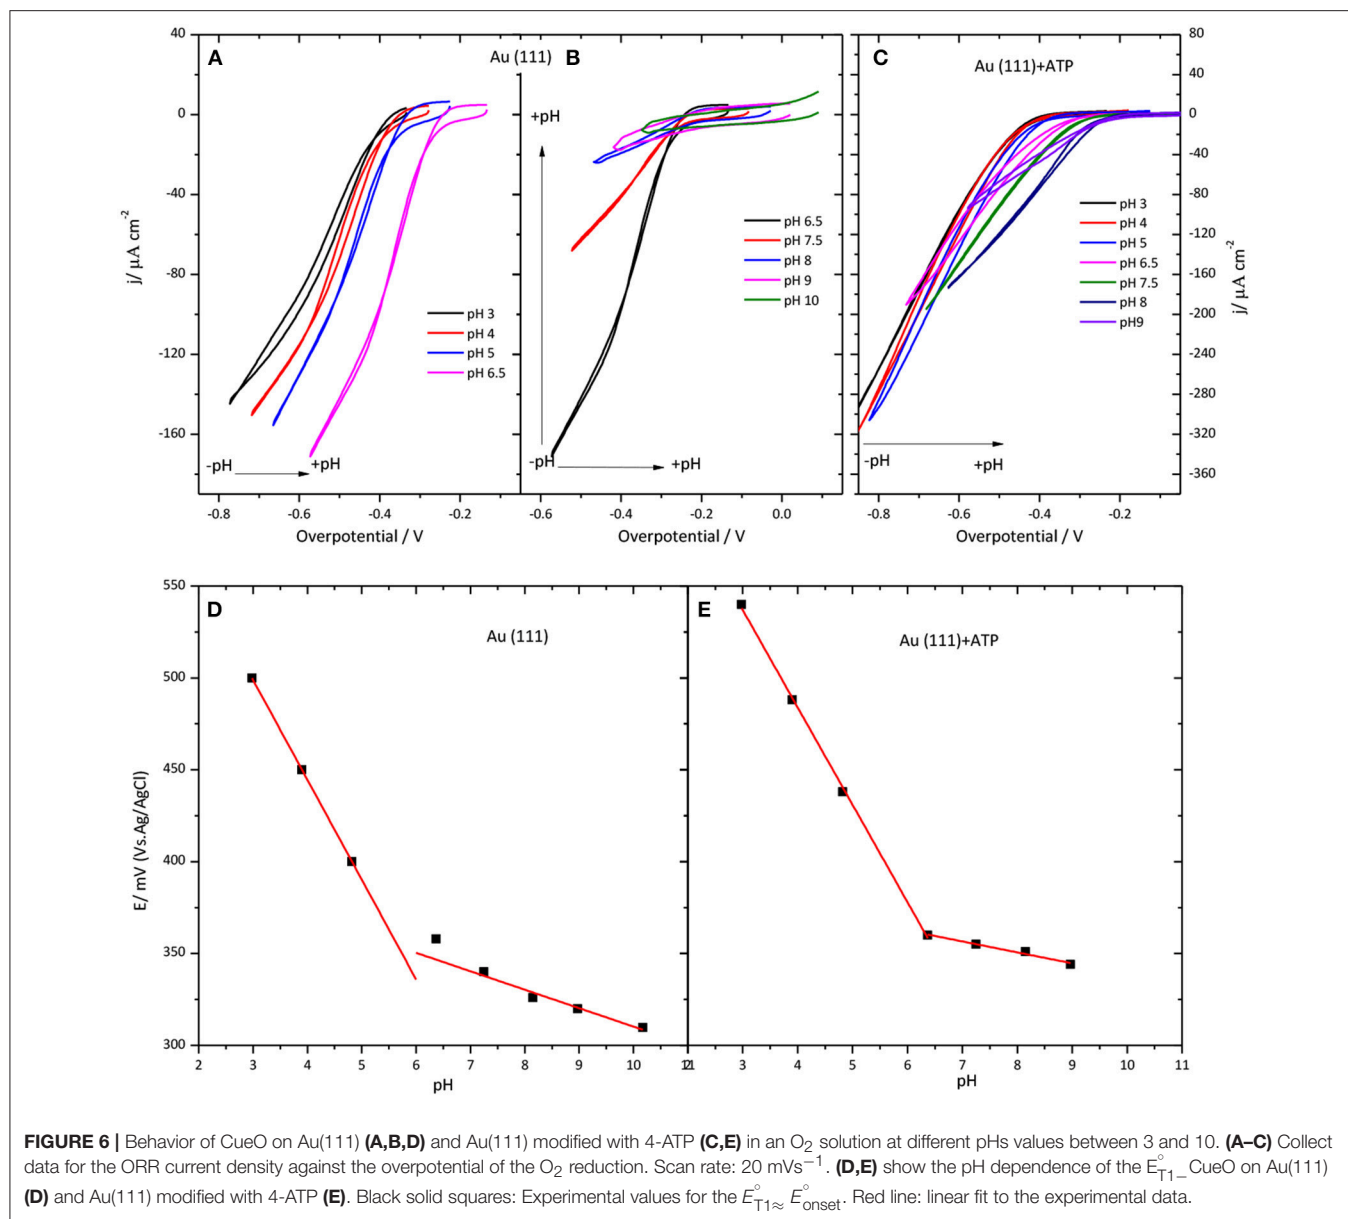 A
Au (111)
B
C
Au (111)+ATP
40
0
-40
-80
-120
-160
j/ µA cm⁻²
pH 3
pH 4
pH 5
pH 6.5
-pH
+pH
-0.8
-0.6
-0.4
-0.2
Overpotential / V
+pH
pH 6.5
pH 7.5
pH 8
pH 9
pH 10
-pH
+pH
-0.6
-0.4
-0.2
0.0
Overpotential / V
pH 3
pH 4
pH 5
pH 6.5
pH 7.5
pH 8
pH9
-pH
+pH
-0.8
-0.6
-0.4
-0.2
Overpotential / V
80
40
0
-40
-80
-120
-160
-200
-240
-280
-320
-360
j/ µA cm⁻²
D
Au (111)
550
500
450
400
350
300
E/ mV (Vs.Ag/AgCl)
2 3 4 5 6 7 8 9 10 11
pH
E
Au (111)+ATP
2 3 4 5 6 7 8 9 10 11
pH
FIGURE 6 | Behavior of CueO on Au(111) (A,B,D) and Au(111) modified with 4-ATP (C,E) in an O₂ solution at different pHs values between 3 and 10. (A–C) Collect
data for the ORR current density against the overpotential of the O₂ reduction. Scan rate: 20 mVs⁻¹. (D,E) show the pH dependence of the E°T1_CueO on Au(111)
(D) and Au(111) modified with 4-ATP (E). Black solid squares: Experimental values for the E°T1≈ E°onset. Red line: linear fit to the experimental data.